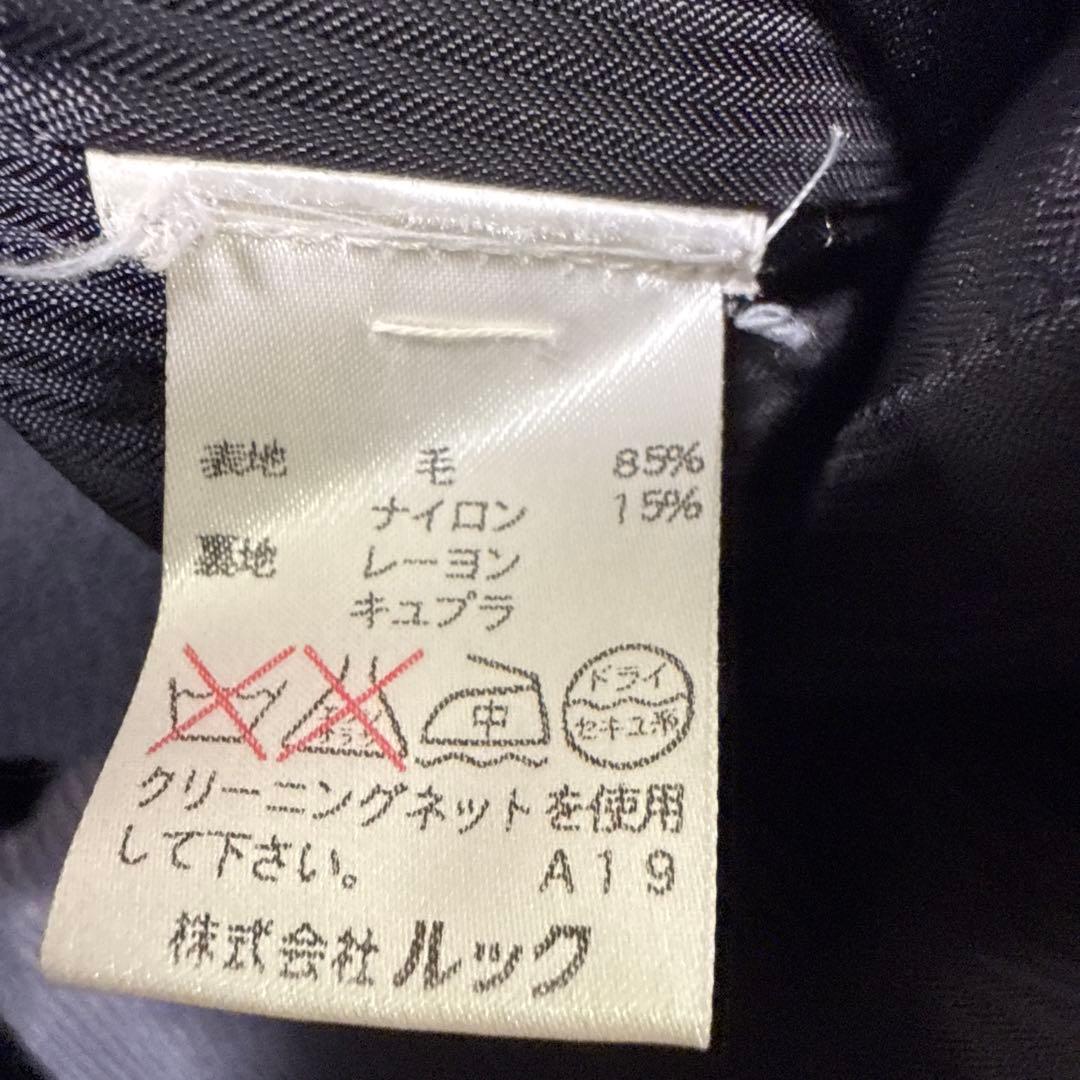 表地 毛 85%
ナイロン 15%
裏地 レーヨン
キュプラ
中
ドライ
セキユ系
クリーニングネットを使用
して下さい。 A19
株式会社ルック